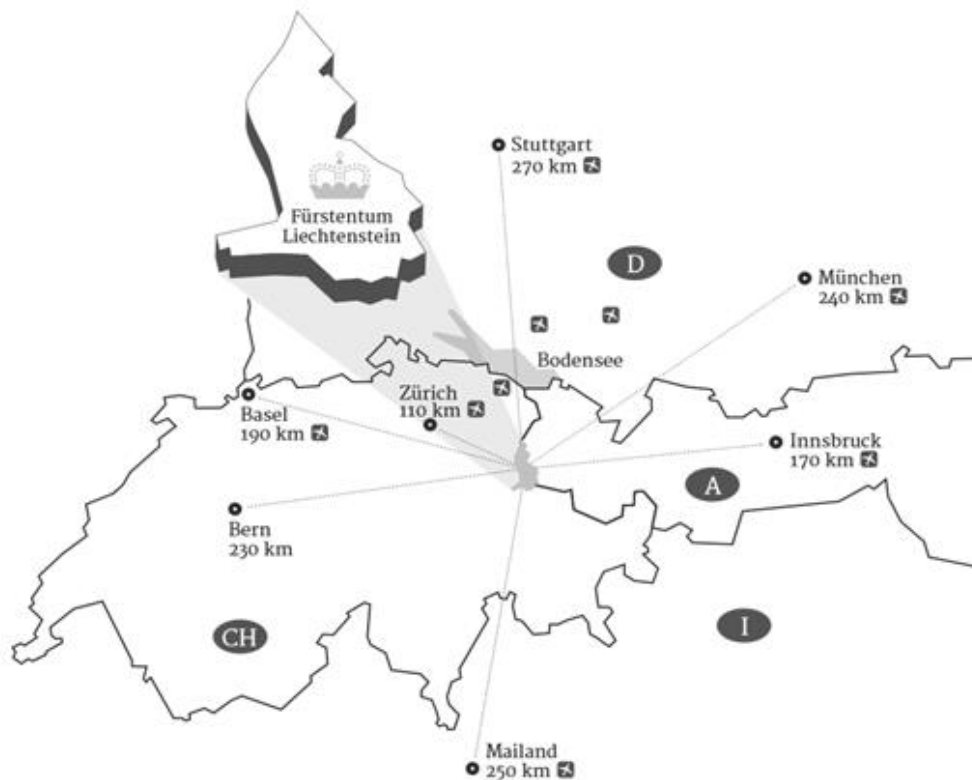 Stuttgart
270 km
Fürstentum
Liechtenstein
D
München
240 km
Bodensee
Zürich
110 km
Basel
190 km
Innsbruck
170 km
A
Bern
230 km
CH
I
Mailand
250 km